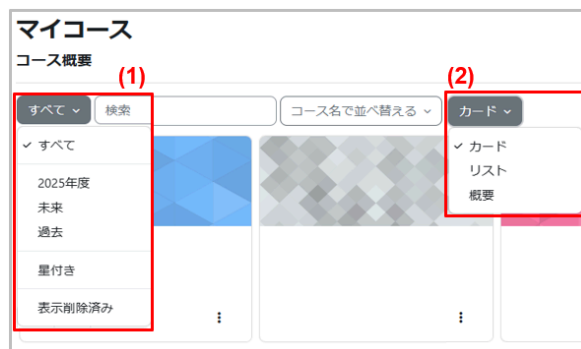 マイコース
コース概要
(1)
(2)
すべて
検索
コース名で並べ替える
カード
すべて
2025年度
未来
過去
星付き
表示削除済み
カード
リスト
概要